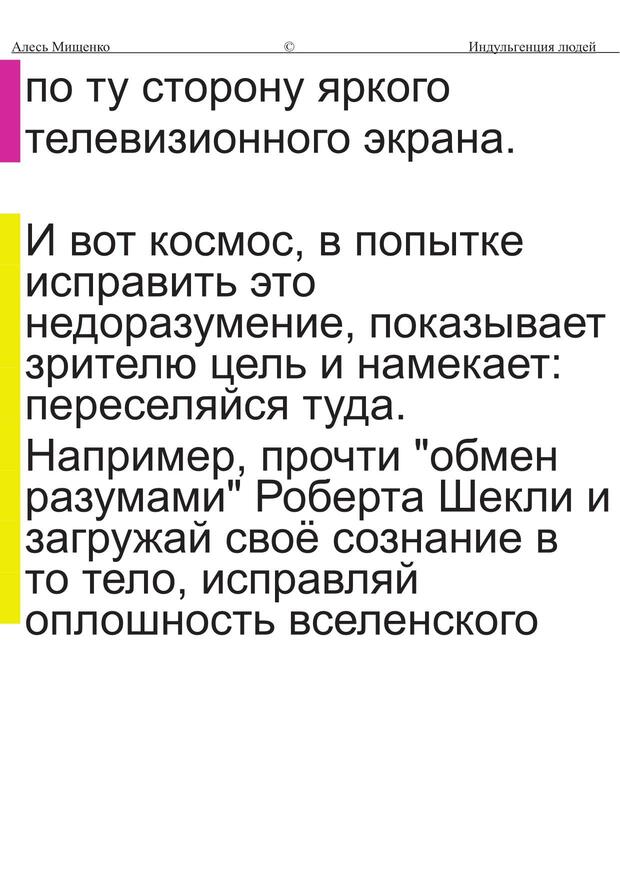 Алесь Мищенко © Индульгенция людей
по ту сторону яркого
телевизионного экрана.
И вот космос, в попытке
исправить это
недоразумение, показывает
зрителю цель и намекает:
переселяйся туда.
Например, прочти "обмен
разумами" Роберта Шекли и
загружай своё сознание в
то тело, исправляй
оплошность вселенского